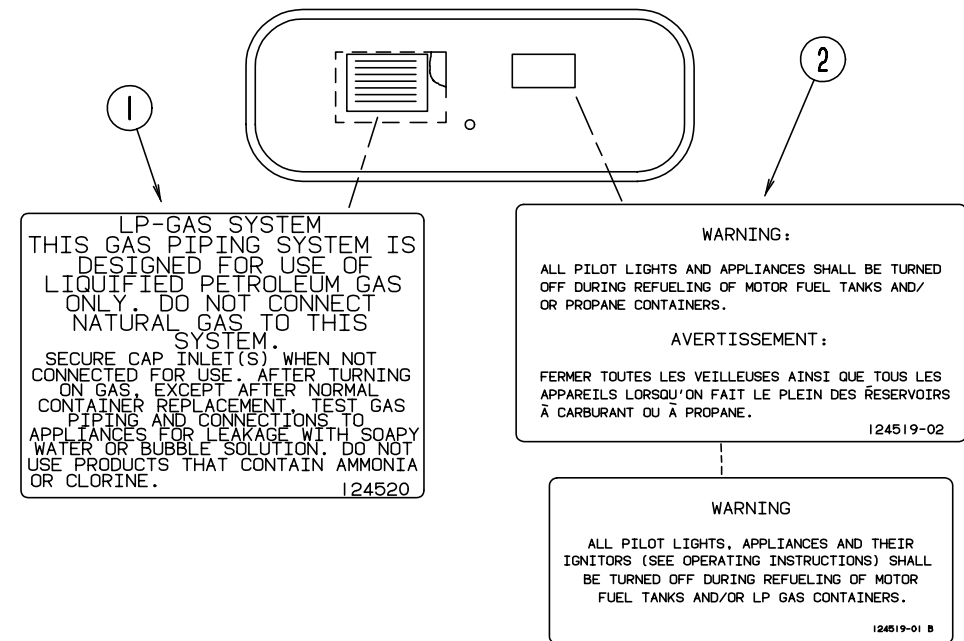 1
2
LP-GAS SYSTEM
THIS GAS PIPING SYSTEM IS
DESIGNED FOR USE OF
LIQUIFIED PETROLEUM GAS
ONLY. DO NOT CONNECT
NATURAL GAS TO THIS
SYSTEM.
SECURE CAP INLET(S) WHEN NOT
CONNECTED FOR USE. AFTER TURNING
ON GAS, EXCEPT AFTER NORMAL
CONTAINER REPLACEMENT, TEST GAS
PIPING AND CONNECTIONS TO
APPLIANCES FOR LEAKAGE WITH SOAPY
WATER OR BUBBLE SOLUTION. DO NOT
USE PRODUCTS THAT CONTAIN AMMONIA
OR CLORINE.
124520
WARNING:
ALL PILOT LIGHTS AND APPLIANCES SHALL BE TURNED
OFF DURING REFUELING OF MOTOR FUEL TANKS AND/
OR PROPANE CONTAINERS.
AVERTISSEMENT:
FERMER TOUTES LES VEILLEUSES AINSI QUE TOUS LES
APPAREILS LORSQU'ON FAIT LE PLEIN DES R̄ESERVOIRS
Ā CARBURANT OU Ā PROPANE.
124519-02
WARNING
ALL PILOT LIGHTS, APPLIANCES AND THEIR
IGNITORS (SEE OPERATING INSTRUCTIONS) SHALL
BE TURNED OFF DURING REFUELING OF MOTOR
FUEL TANKS AND/OR LP GAS CONTAINERS.
124519-01 B